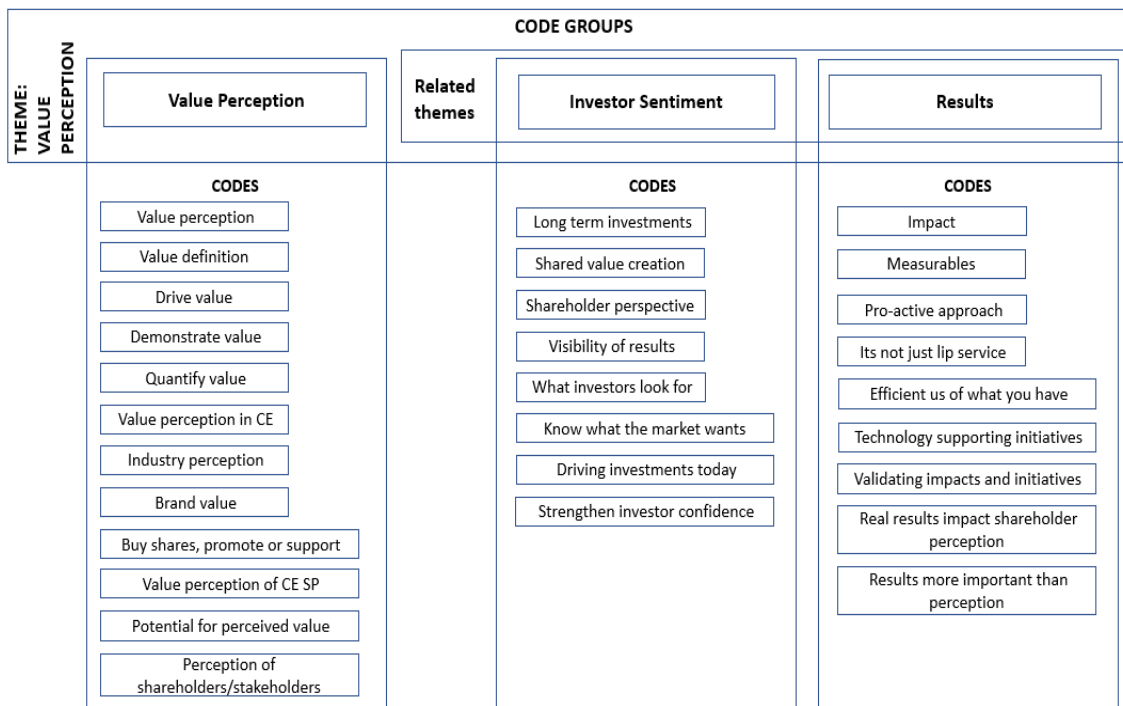 CODE GROUPS
THEME:
VALUE
PERCEPTION
Value Perception
Related
themes
Investor Sentiment
Results
CODES
Value perception
Value definition
Drive value
Demonstrate value
Quantify value
Value perception in CE
Industry perception
Brand value
Buy shares, promote or support
Value perception of CE SP
Potential for perceived value
Perception of
shareholders/stakeholders
CODES
Long term investments
Shared value creation
Shareholder perspective
Visibility of results
What investors look for
Know what the market wants
Driving investments today
Strengthen investor confidence
CODES
Impact
Measurables
Pro-active approach
Its not just lip service
Efficient us of what you have
Technology supporting initiatives
Validating impacts and initiatives
Real results impact shareholder
perception
Results more important than
perception